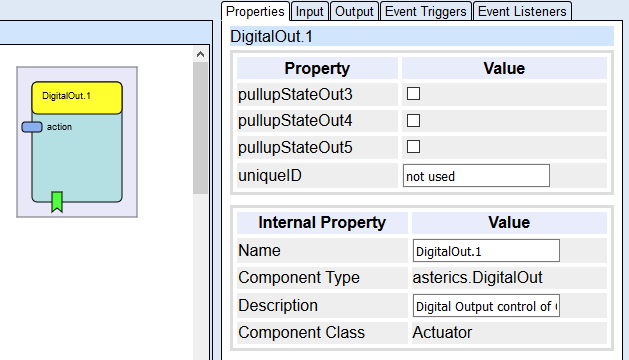 Properties Input Output Event Triggers Event Listeners
DigitalOut.1
Property Value
pullupStateOut3
pullupStateOut4
pullupStateOut5
uniqueID not used
Internal Property Value
Name DigitalOut.1
Component Type asterics.DigitalOut
Description Digital Output control of
Component Class Actuator
DigitalOut.1
action